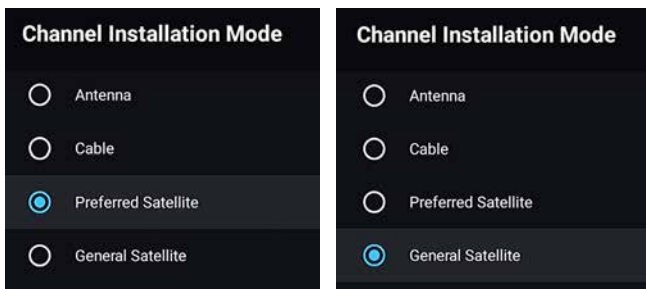 Channel Installation Mode
Antenna
Cable
Preferred Satellite
General Satellite
Channel Installation Mode
Antenna
Cable
Preferred Satellite
General Satellite